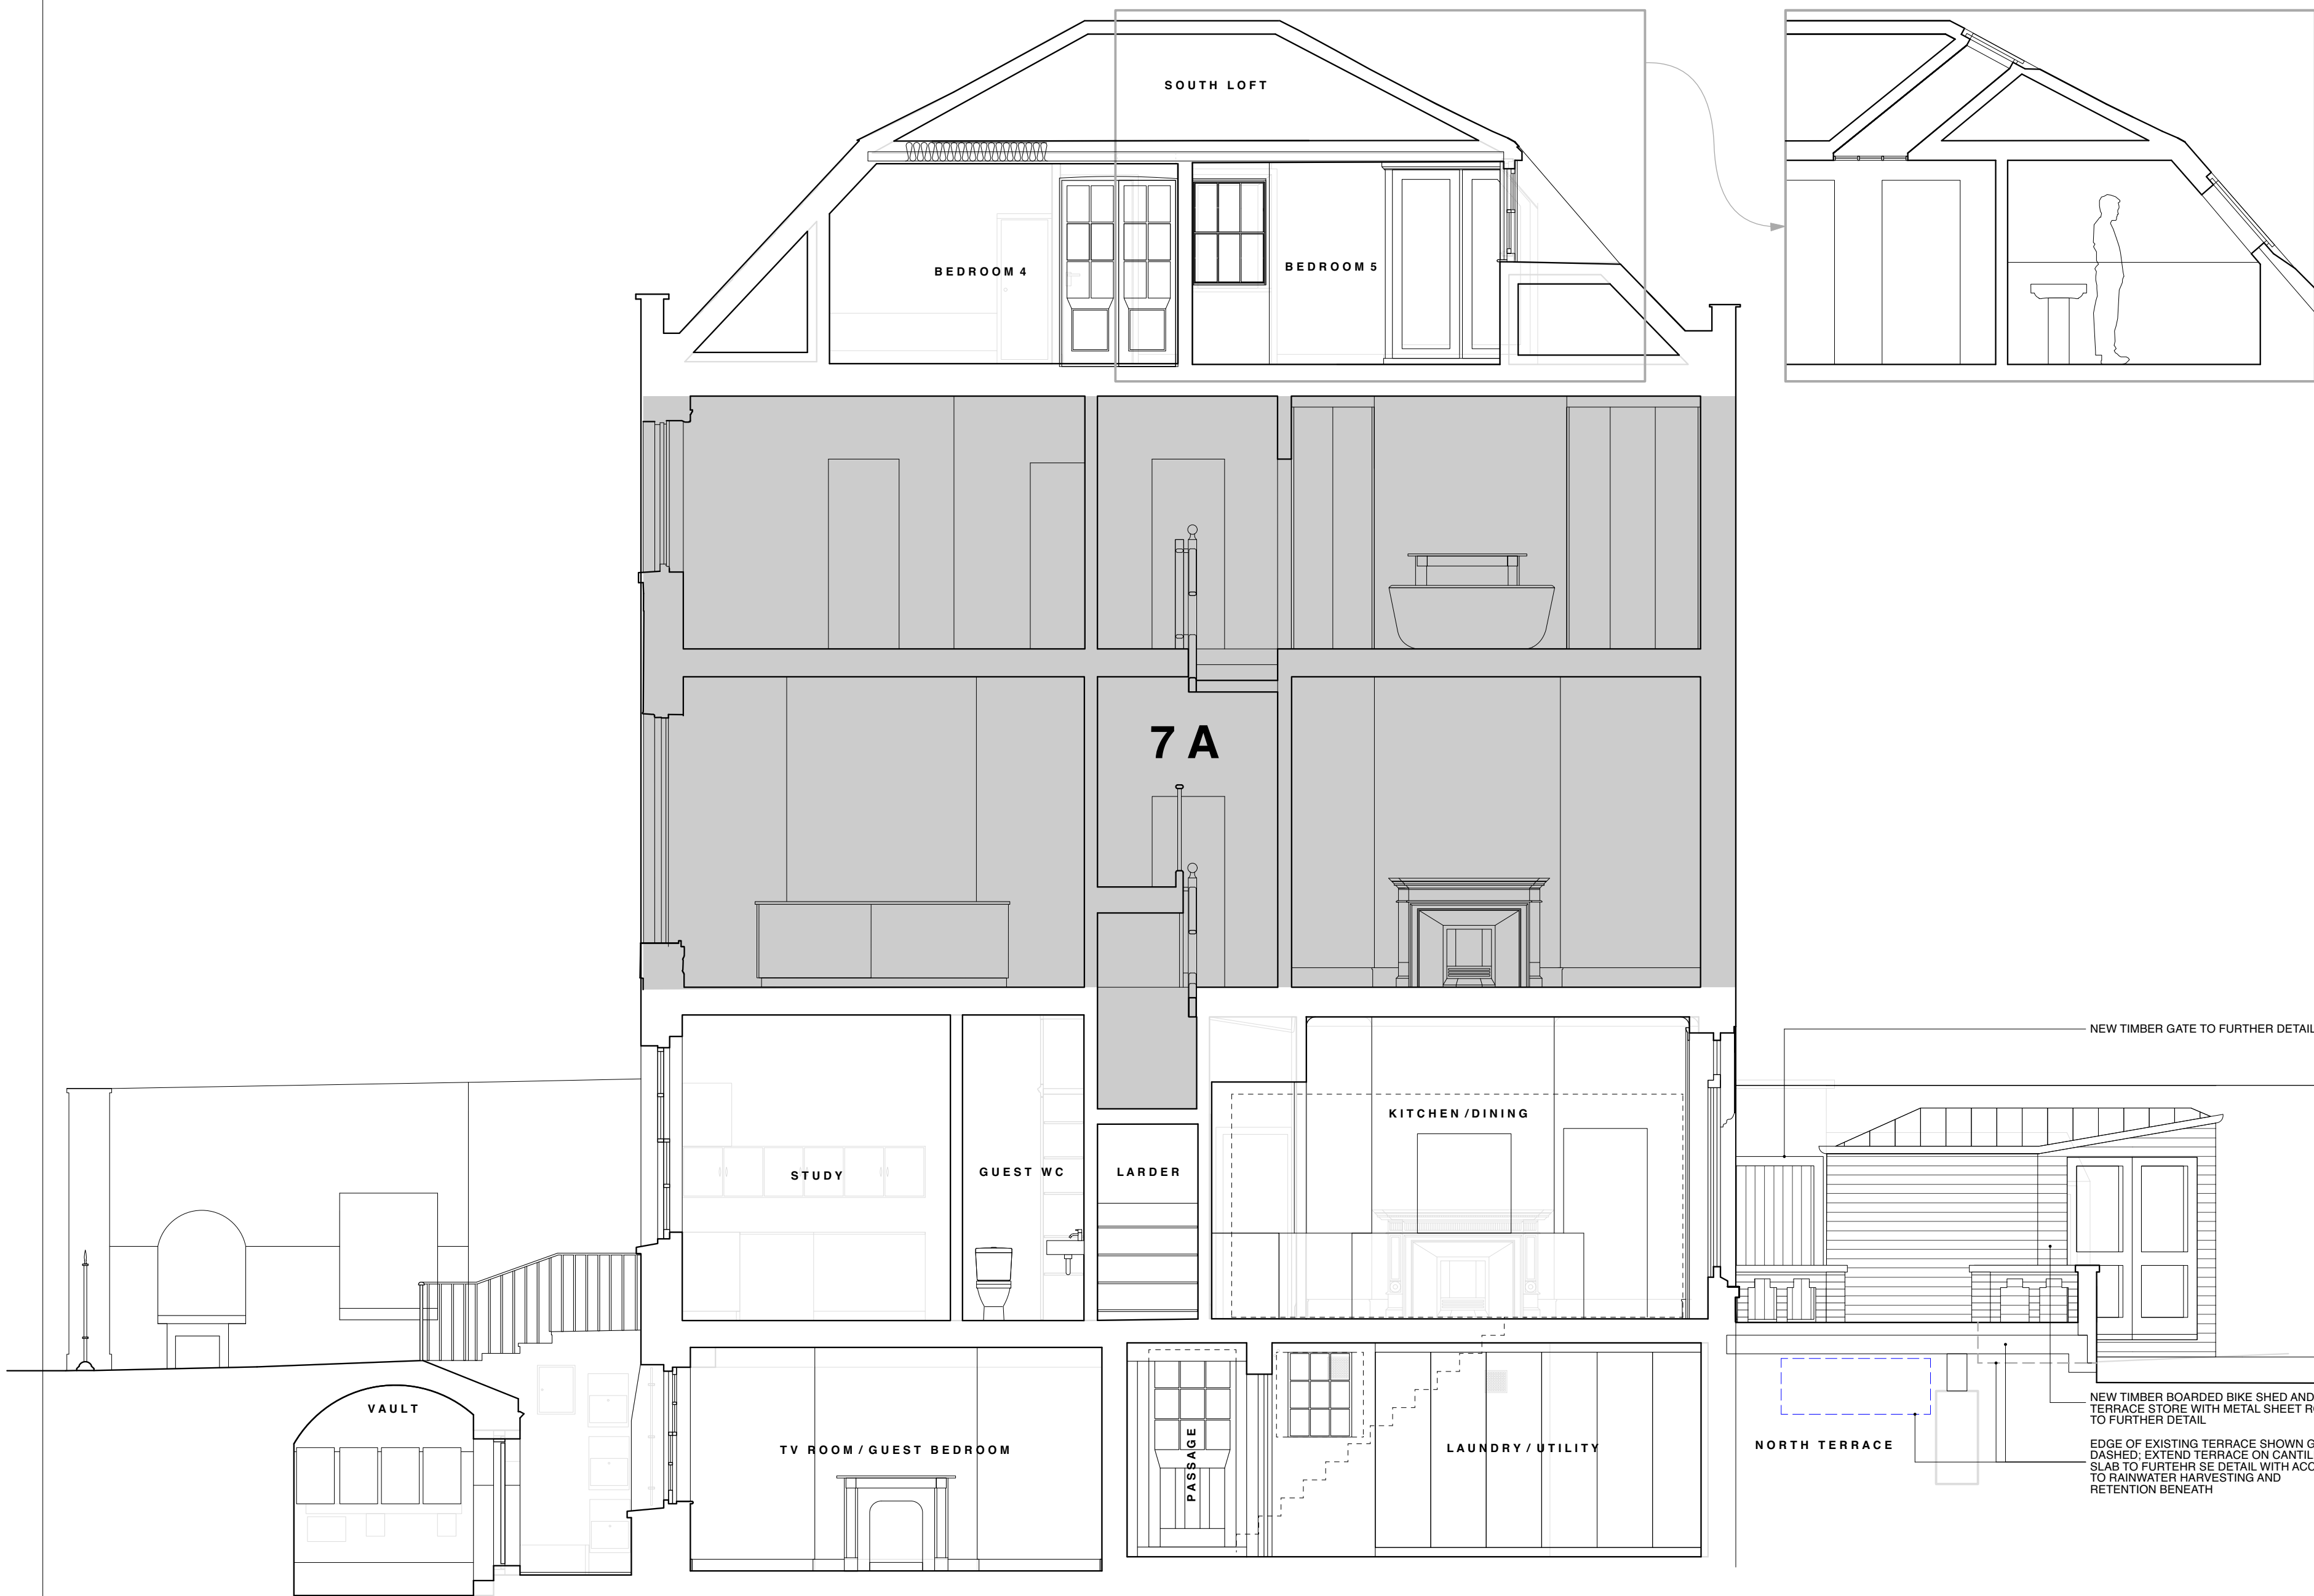 SOUTH LOFT
BEDROOM 4
BEDROOM 5
7 A
NEW TIMBER GATE TO FURTHER DETAIL
KITCHEN / DINING
STUDY
GUEST WC
LARDER
VAULT
TV ROOM / GUEST BEDROOM
PASSAGE
LAUNDRY / UTILITY
NORTH TERRACE
NEW TIMBER BOARDED BIKE SHED AND
TERRACE STORE WITH METAL SHEET
TO FURTHER DETAIL
EDGE OF EXISTING TERRACE SHOWN
DASHED; EXTEND TERRACE ON
SLAB TO FURTEHR SE DETAIL WITH
TO RAINWATER HARVESTING AND
RETENTION BENEATH